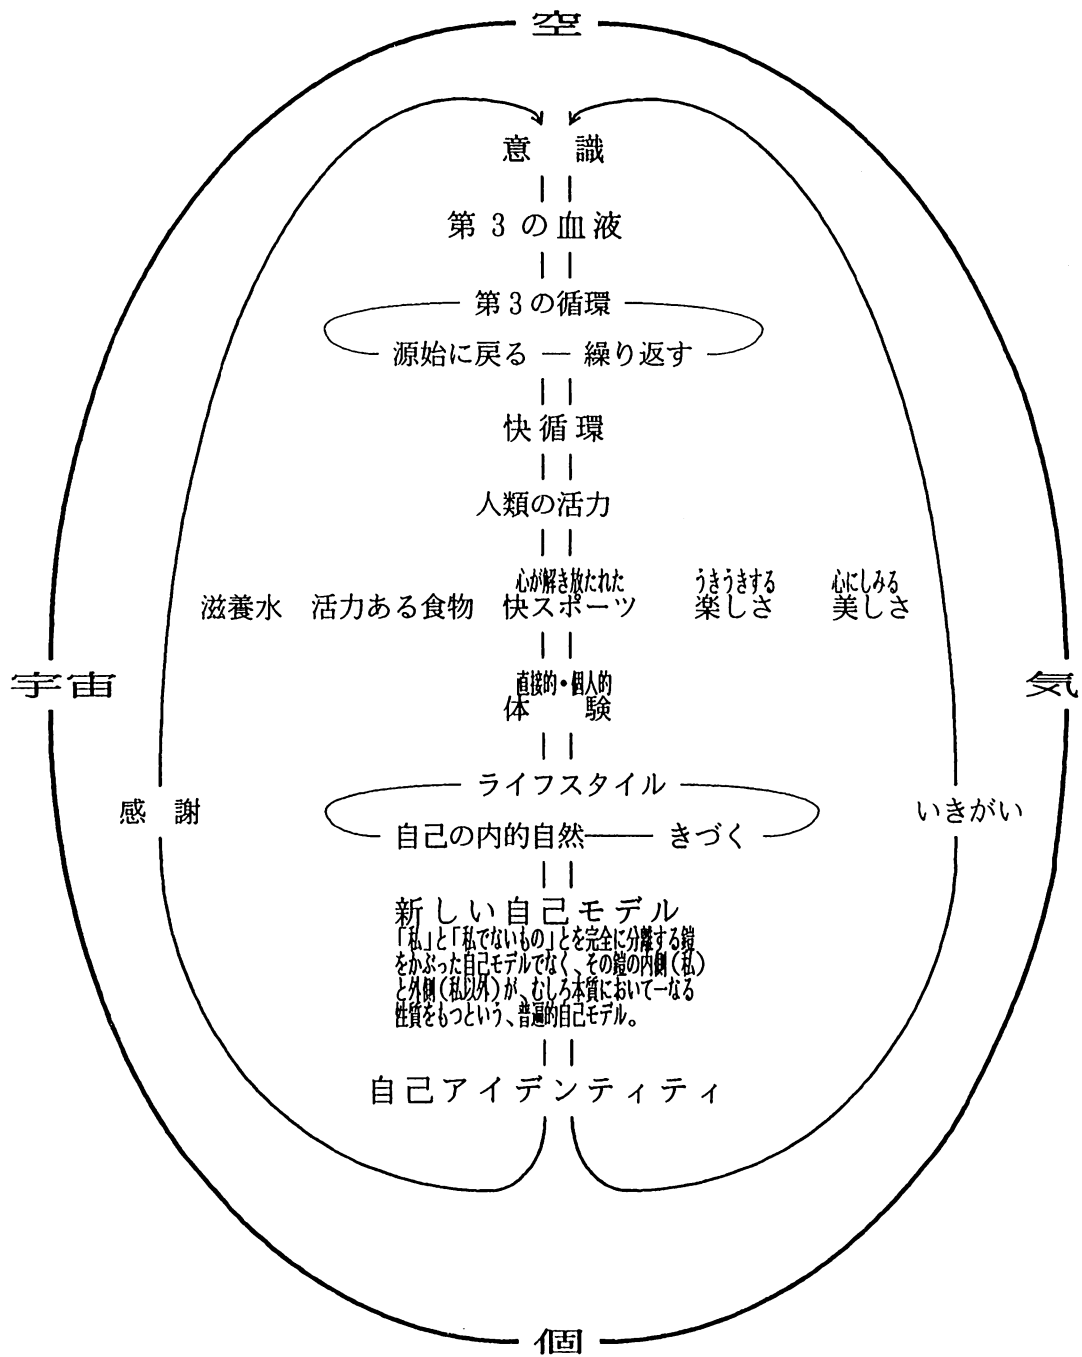 空
意 識
第 3 の 血 液
第3の循環
源始に戻る ― 繰り返す
快 循 環
人類の活力
心が解き放たれた うきうきする 心にしみる
滋養水 活力ある食物 快スポーツ 楽しさ 美しさ
宇宙 気
直接的・個人的
体 験
ライフスタイル
感 謝 いきがい
自己の内的自然―― きづく
新 し い 自 己 モ デ ル
「私」と「私でないもの」とを完全に分離する鎧
をかぶった自己モデルでなく、その鎧の内側（私）
と外側（私以外）が、むしろ本質において一なる
性質をもつという、普遍的自己モデル。
自 己 ア イ デ ン テ ィ テ ィ
個